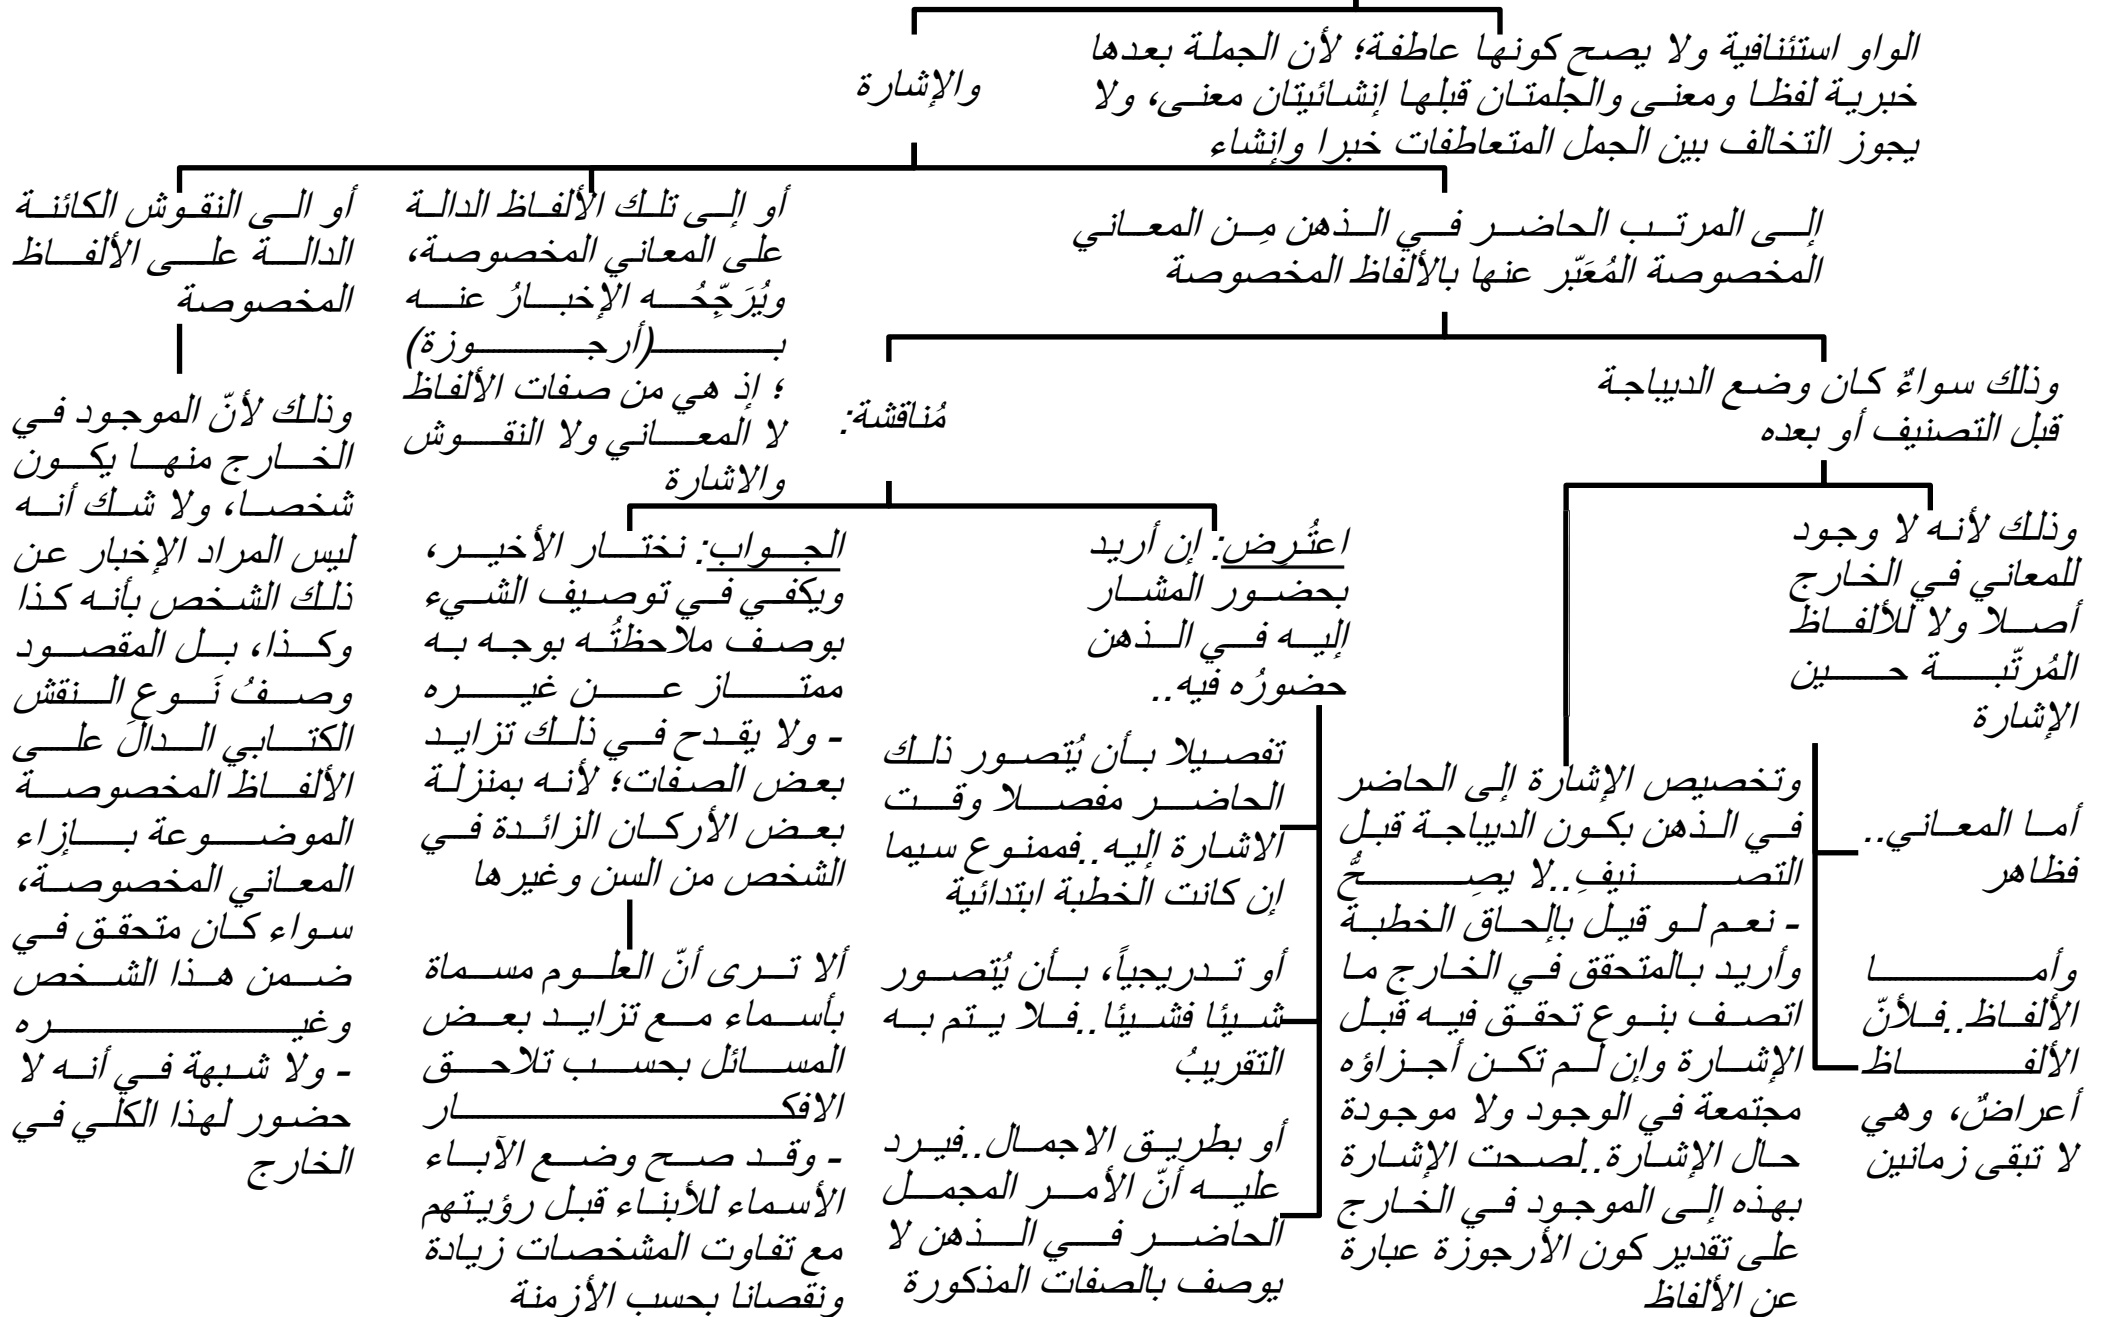 الواو استئنافية ولا يصح كونها عاطفة؛ لأن الجملة بعدها
خبرية لفظا ومعنى والجلمتان قبلها إنشائيتان معنى، ولا
يجوز التخالف بين الجمل المتعاطفات خبرا وإنشاء
والإشارة
إلى المرتب الحاضر في الذهن مِن المعاني
المخصوصة المُعَبّر عنها بالألفاظ المخصوصة
أو إلى تلك الألفاظ الدالة
على المعاني المخصوصة،
ويُرَجِّحُه الإخبارُ عنه
بـ(أرجوزة)
؛ إذ هي من صفات الألفاظ
لا المعاني ولا النقوش
والاشارة
أو الى النقوش الكائنة
الدالة على الألفاظ
المخصوصة
وذلك سواءٌ كان وضع الديباجة
قبل التصنيف أو بعده
مُناقشة:
وذلك لأنه لا وجود
للمعاني في الخارج
أصلا ولا للألفاظ
المُرتّبة حين
الإشارة
أما المعاني..
فظاهر
وأما
الألفاظ..فلأنّ
الألفاظ
أعراضٌ، وهي
لا تبقى زمانين
وتخصيص الإشارة إلى الحاضر
في الذهن بكون الديباجة قبل
التصنيفِ..لا يصِحُّ
- نعم لو قيل بإلحاق الخطبة
وأريد بالمتحقق في الخارج ما
اتصف بنوع تحقق فيه قبل
الإشارة وإن لم تكن أجزاؤه
مجتمعة في الوجود ولا موجودة
حال الإشارة..لصحت الإشارة
بهذه إلى الموجود في الخارج
على تقدير كون الأرجوزة عبارة
عن الألفاظ
اعتُرض: إن أريد
بحضور المشار
إليه في الذهن
حضورُه فيه..
تفصيلا بأن يُتصور ذلك
الحاضر مفصلا وقت
الاشارة إليه..فممنوع سيما
إن كانت الخطبة ابتدائية
أو تدريجياً، بأن يُتصور
شيئا فشيئا..فلا يتم به
التقريبُ
أو بطريق الاجمال..فيرد
عليه أنّ الأمر المجمل
الحاضر في الذهن لا
يوصف بالصفات المذكورة
الجواب: نختار الأخير،
ويكفي في توصيف الشيء
بوصف ملاحظتُه بوجه به
ممتاز عن غيره
- ولا يقدح في ذلك تزايد
بعض الصفات؛ لأنه بمنزلة
بعض الأركان الزائدة في
الشخص من السن وغيرها
ألا ترى أنّ العلوم مسماة
بأسماء مع تزايد بعض
المسائل بحسب تلاحق
الافكار
- وقد صح وضع الآباء
الأسماء للأبناء قبل رؤيتهم
مع تفاوت المشخصات زيادة
ونقصانا بحسب الأزمنة
وذلك لأنّ الموجود في
الخارج منها يكون
شخصا، ولا شك أنه
ليس المراد الإخبار عن
ذلك الشخص بأنه كذا
وكذا، بل المقصود
وصفُ نَوعِ النقش
الكتابي الدالَ على
الألفاظ المخصوصة
الموضوعة بإزاء
المعاني المخصوصة،
سواء كان متحقق في
ضمن هذا الشخص
وغيره
- ولا شبهة في أنه لا
حضور لهذا الكلّي في
الخارج